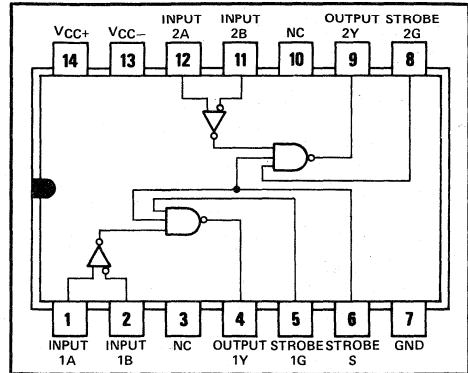 INPUT INPUT OUTPUT STROBE
VCC+ VCC− 2A 2B NC 2Y 2G
14 13 12 11 10 9 8
1 2 3 4 5 6 7
INPUT INPUT NC OUTPUT STROBE STROBE GND
1A 1B 1Y 1G S